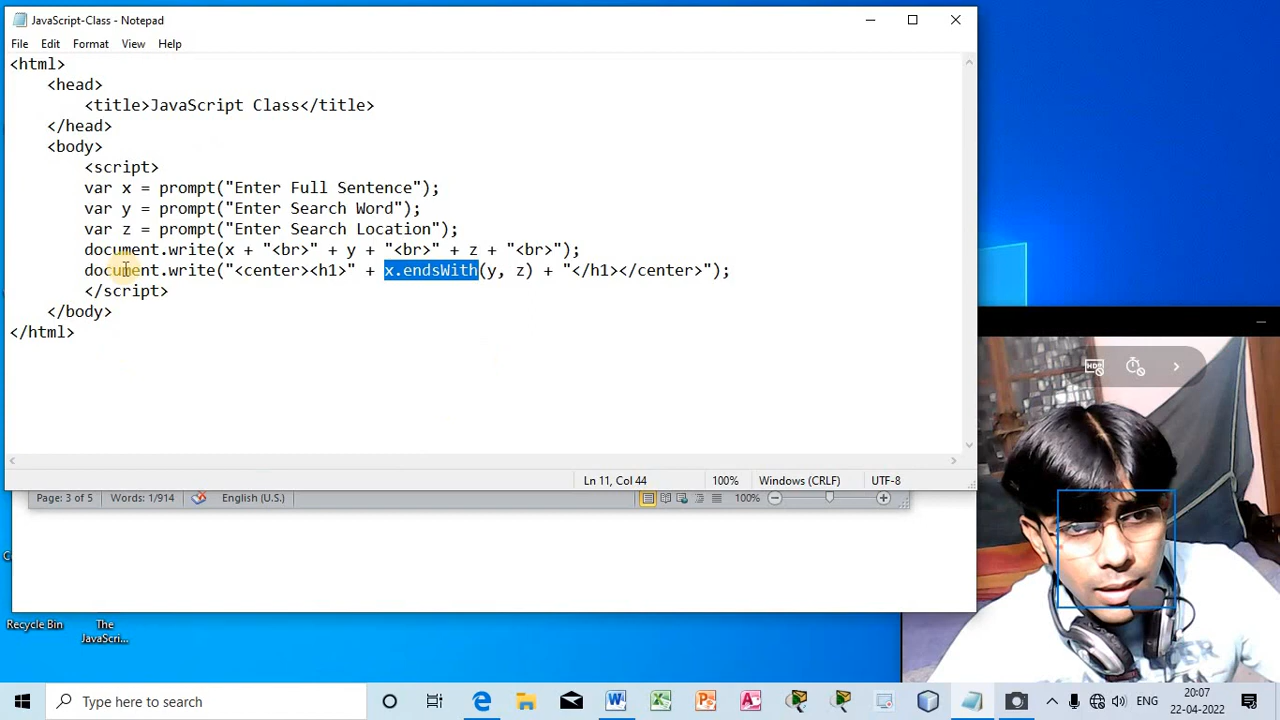 JavaScript-Class - Notepad
File Edit Format View Help
<html>
<head>
<title>JavaScript Class</title>
</head>
<body>
<script>
var x = prompt("Enter Full Sentence");
var y = prompt("Enter Search Word");
var z = prompt("Enter Search Location");
document.write(x + "<br>" + y + "<br>" + z + "<br>");
document.write("<center><h1>" + x.endsWith(y, z) + "</h1></center>");
</script>
</body>
</html>
Ln 11, Col 44 100% Windows (CRLF) UTF-8
Page: 3 of 5 Words: 1/914 English (U.S.) 100%
HDR
Recycle Bin
The JavaScri...
Type here to search
ENG
20:07
22-04-2022